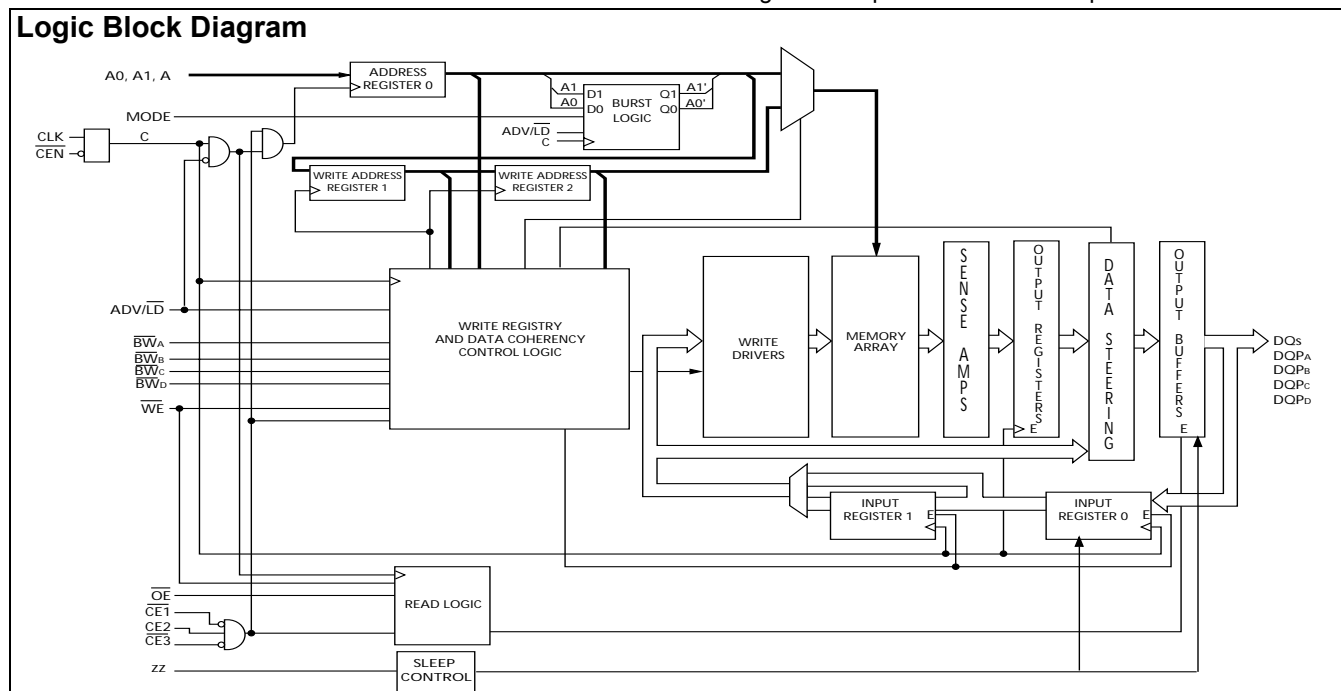 Logic Block Diagram
A0, A1, A
ADDRESS
REGISTER 0
A1
A0
D1
D0
BURST
LOGIC
Q1
Q0
A1'
A0'
MODE
ADV/LD
C
CLK
CEN
C
WRITE ADDRESS
REGISTER 1
WRITE ADDRESS
REGISTER 2
ADV/LD
BWA
BWB
BWC
BWD
WE
WRITE REGISTRY
AND DATA COHERENCY
CONTROL LOGIC
WRITE
DRIVERS
MEMORY
ARRAY
SENSE AMPS
OUTPUT REGISTERS
E
DATA STEERING
OUTPUT BUFFERS
E
DQs
DQPA
DQPB
DQPC
DQPD
INPUT
REGISTER 1
E
INPUT
REGISTER 0
E
OE
CE1
CE2
CE3
READ LOGIC
ZZ
SLEEP
CONTROL